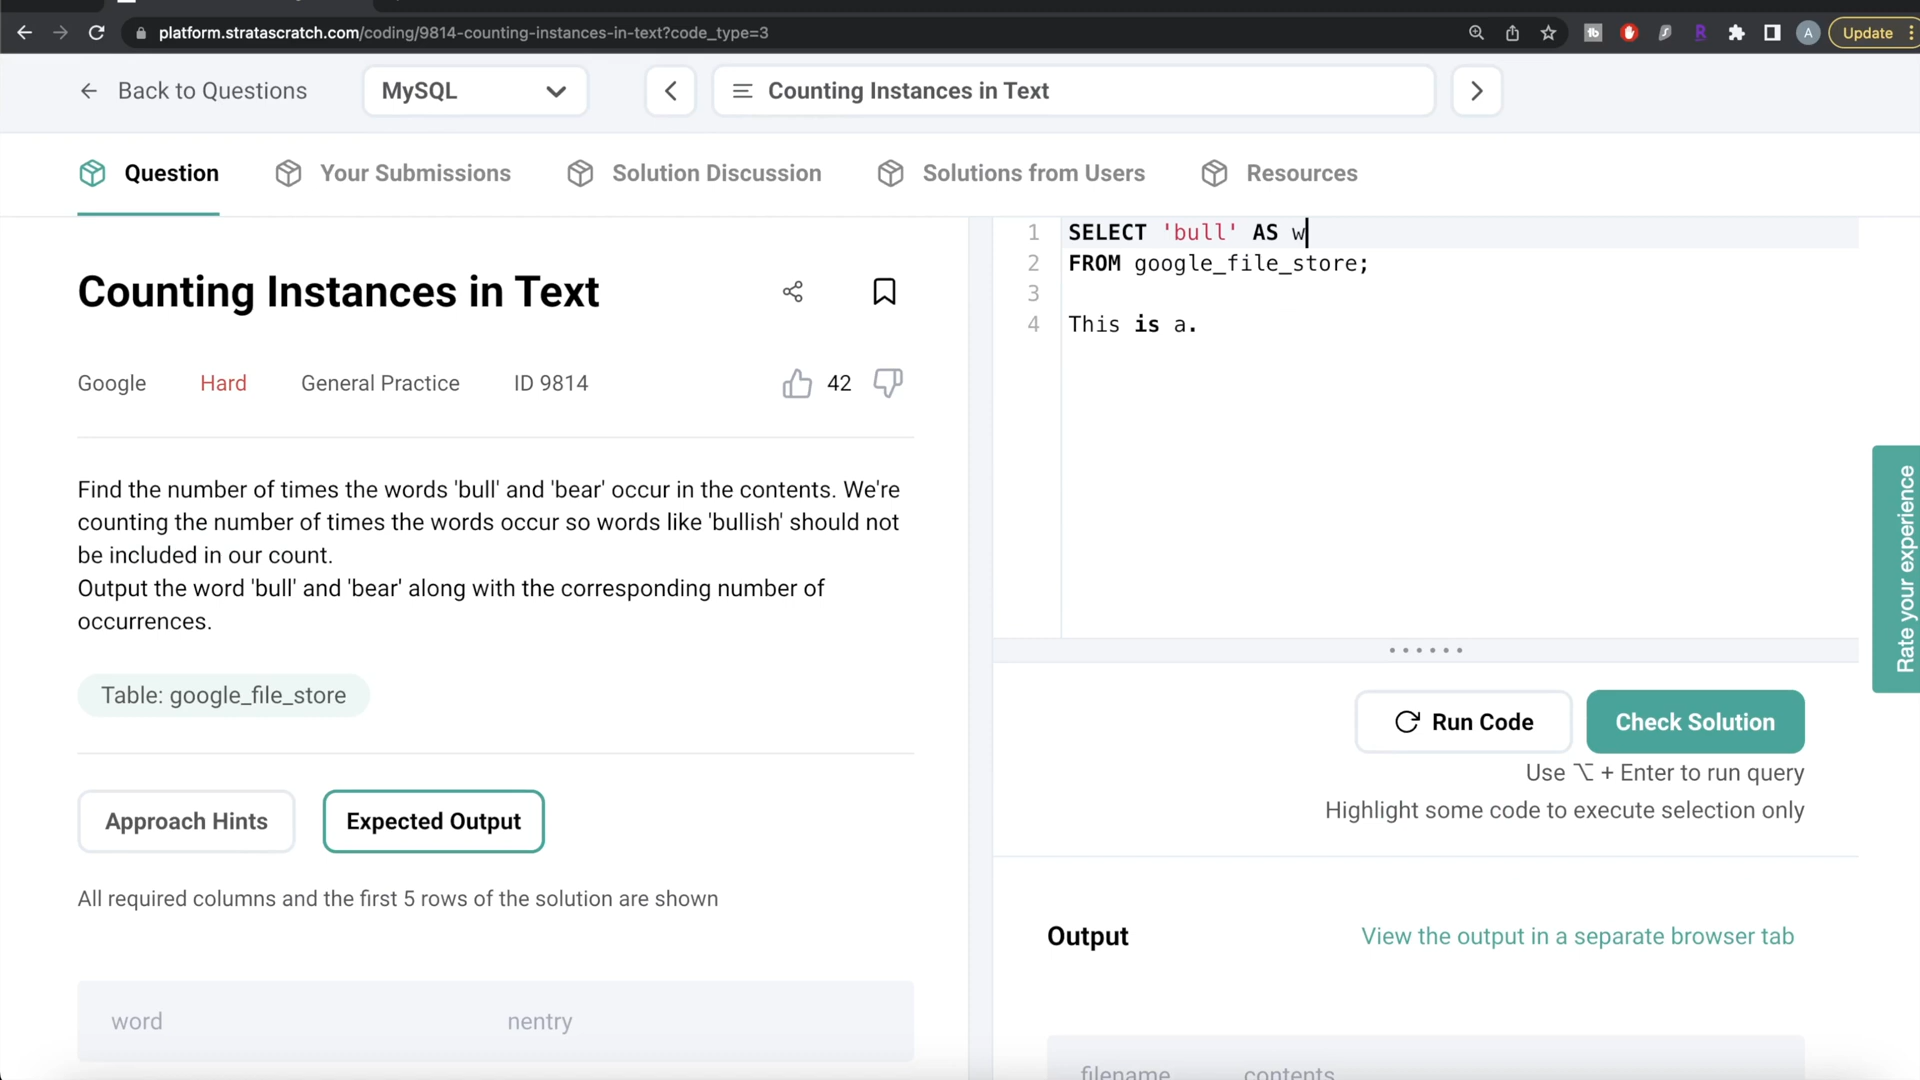 platform.stratascratch.com/coding/9814-counting-instances-in-text?code_type=3
A
Update
Back to Questions
MySQL
Counting Instances in Text
Question
Your Submissions
Solution Discussion
Solutions from Users
Resources
Counting Instances in Text
Google
Hard
General Practice
ID 9814
42
Find the number of times the words 'bull' and 'bear' occur in the contents. We're
counting the number of times the words occur so words like 'bullish' should not
be included in our count.
Output the word 'bull' and 'bear' along with the corresponding number of
occurrences.
Table: google_file_store
Approach Hints
Expected Output
All required columns and the first 5 rows of the solution are shown
word nentry
1 SELECT 'bull' AS w
2 FROM google_file_store;
3
4 This is a.
Run Code
Check Solution
Use ⌥ + Enter to run query
Highlight some code to execute selection only
Output
View the output in a separate browser tab
filename contents
Rate your experience